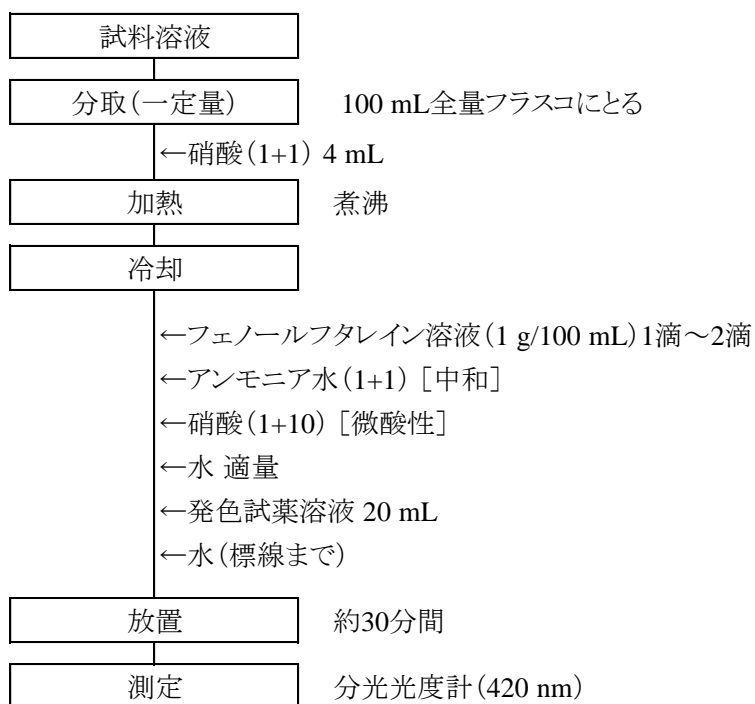 試料溶液
分取(一定量) 100 mL全量フラスコにとる
←硝酸(1+1) 4 mL
加熱 煮沸
冷却
←フェノールフタレイン溶液(1 g/100 mL)1滴~2滴
←アンモニア水(1+1) [中和]
←硝酸(1+10) [微酸性]
←水 適量
←発色試薬溶液 20 mL
←水(標線まで)
放置 約30分間
測定 分光光度計(420 nm)